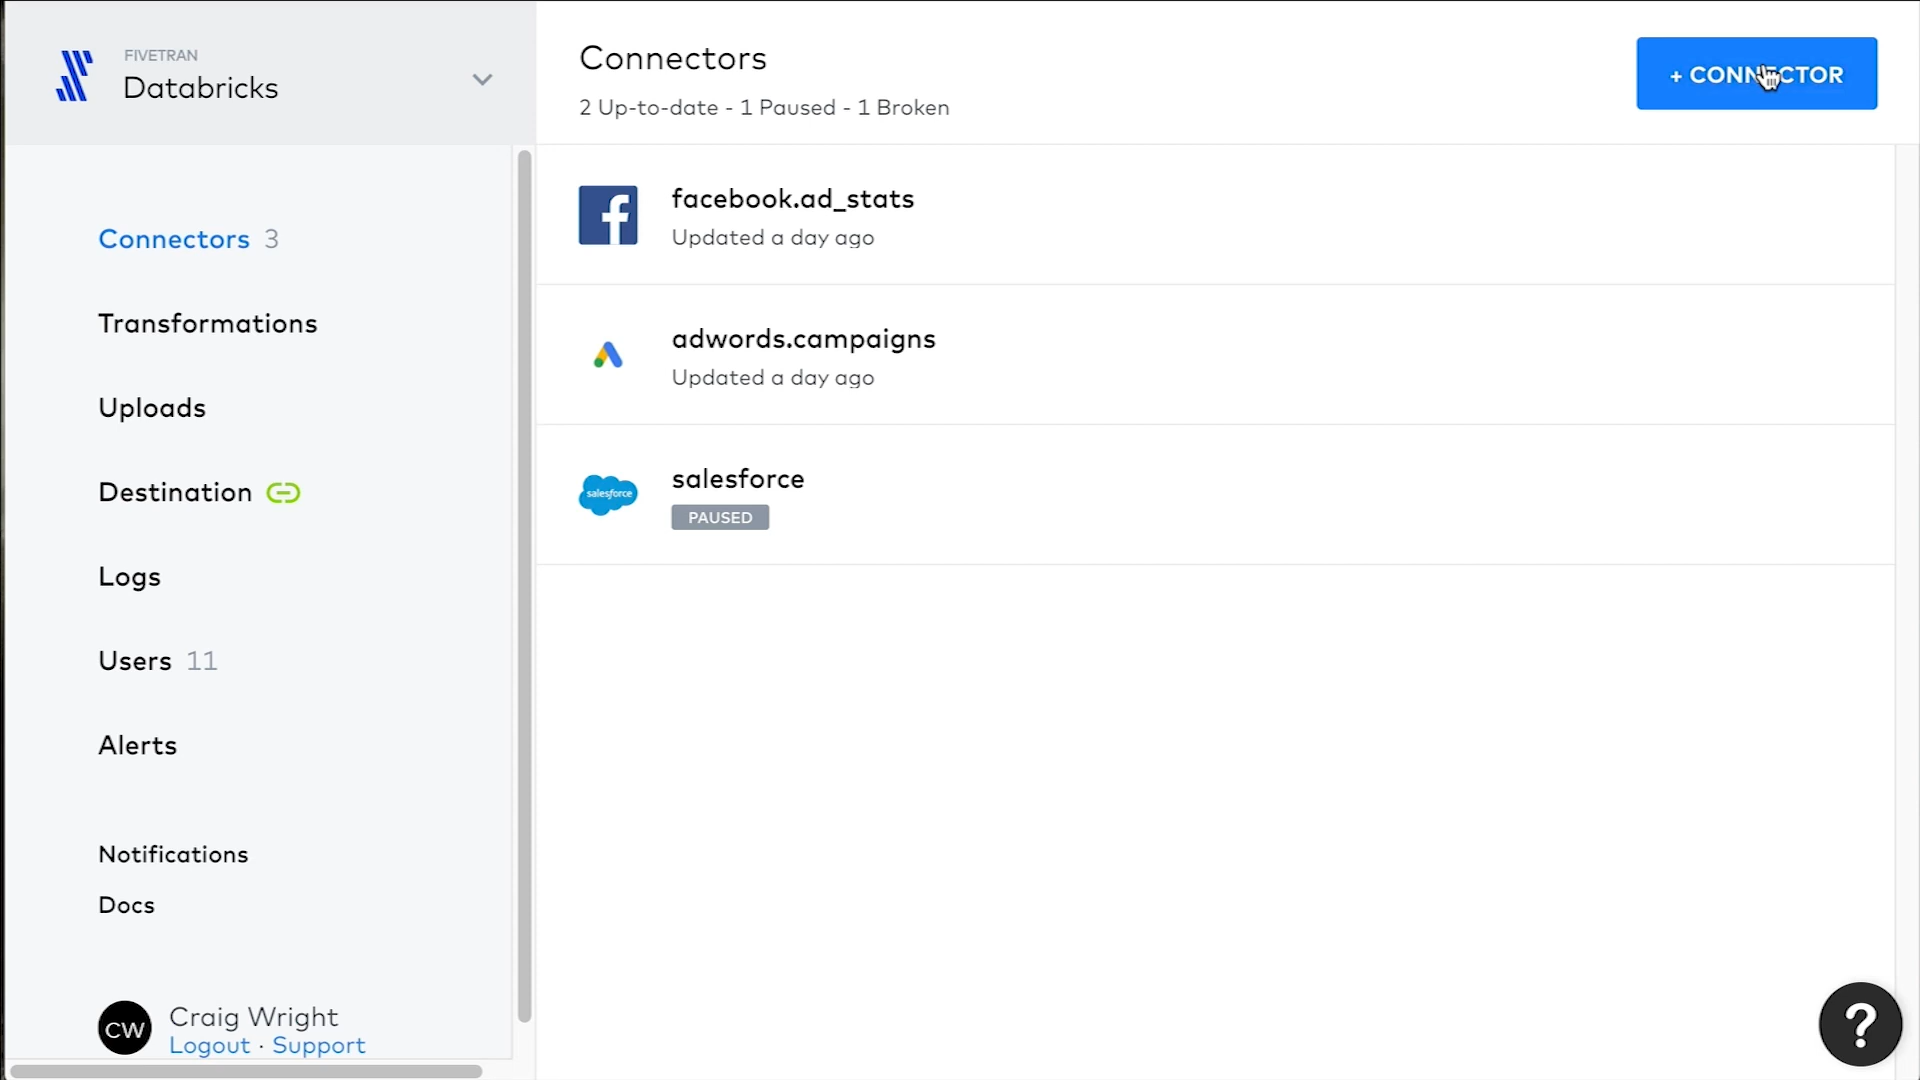 FIVETRAN
Databricks
Connectors 3
Transformations
Uploads
Destination
Logs
Users 11
Alerts
Notifications
Docs
CW
Craig Wright
Logout · Support
Connectors
2 Up-to-date - 1 Paused - 1 Broken
+ CONNECTOR
facebook.ad_stats
Updated a day ago
adwords.campaigns
Updated a day ago
salesforce
salesforce
PAUSED
?